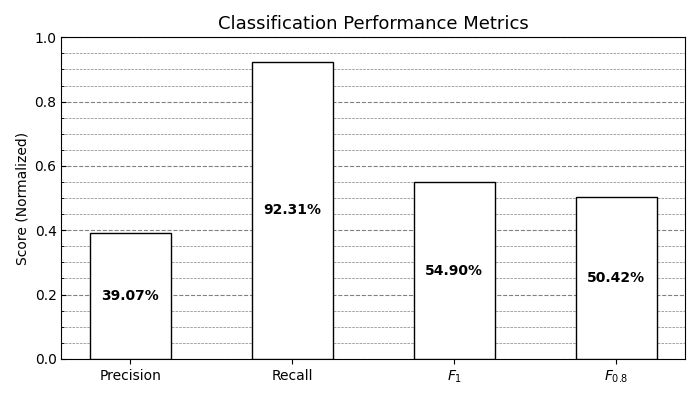 Classification Performance Metrics
Score (Normalized)
1.0
0.8
0.6
0.4
0.2
0.0
39.07%
92.31%
54.90%
50.42%
Precision
Recall
F₁
F₀.₈